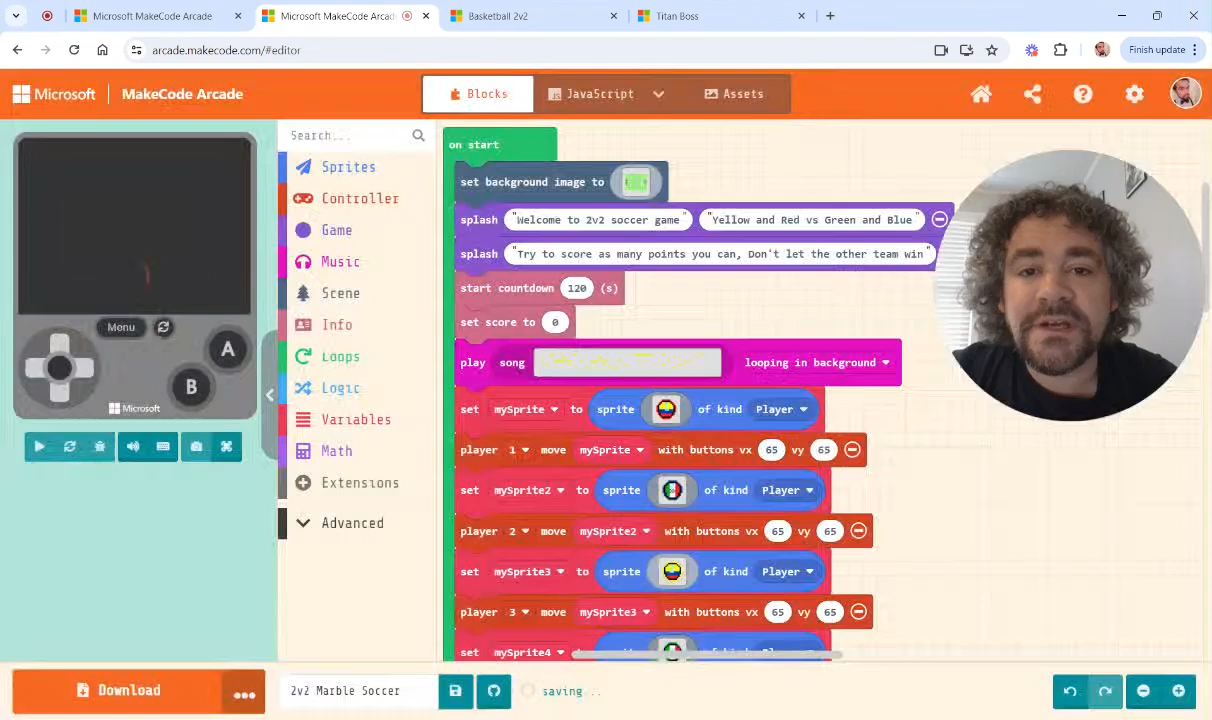 Microsoft MakeCode Arcade
Microsoft MakeCode Arcad
Basketball 2v2
Titan Boss
arcade.makecode.com/#editor
Finish update
Microsoft
MakeCode Arcade
Blocks
JavaScript
Assets
Menu
A
B
Microsoft
Search...
Sprites
Controller
Game
Music
Scene
Info
Loops
Logic
Variables
Math
Extensions
Advanced
on start
set background image to
splash "Welcome to 2v2 soccer game" "Yellow and Red vs Green and Blue"
splash "Try to score as many points you can, Don't let the other team win"
start countdown 120 (s)
set score to 0
play song looping in background
set mySprite to sprite of kind Player
player 1 move mySprite with buttons vx 65 vy 65
set mySprite2 to sprite of kind Player
player 2 move mySprite2 with buttons vx 65 vy 65
set mySprite3 to sprite of kind Player
player 3 move mySprite3 with buttons vx 65 vy 65
set mySprite4 to
Download
2v2 Marble Soccer
saving...